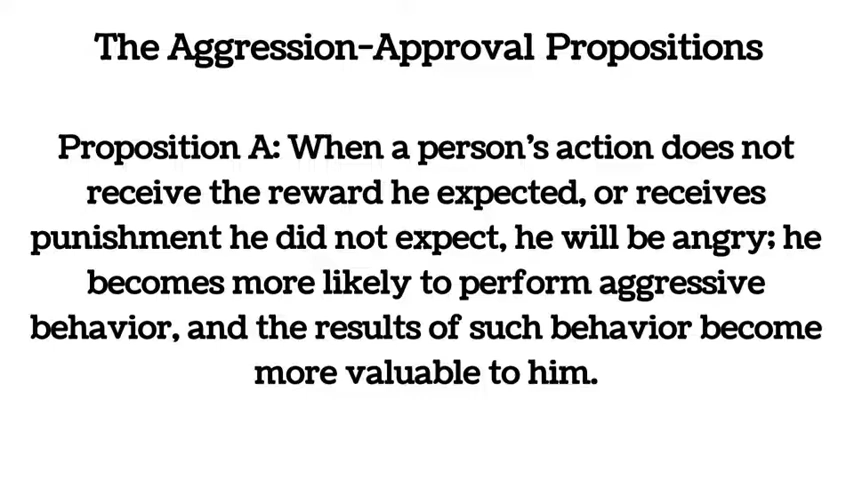 The Aggression-Approval Propositions
Proposition A: When a person's action does not
receive the reward he expected, or receives
punishment he did not expect, he will be angry; he
becomes more likely to perform aggressive
behavior, and the results of such behavior become
more valuable to him.